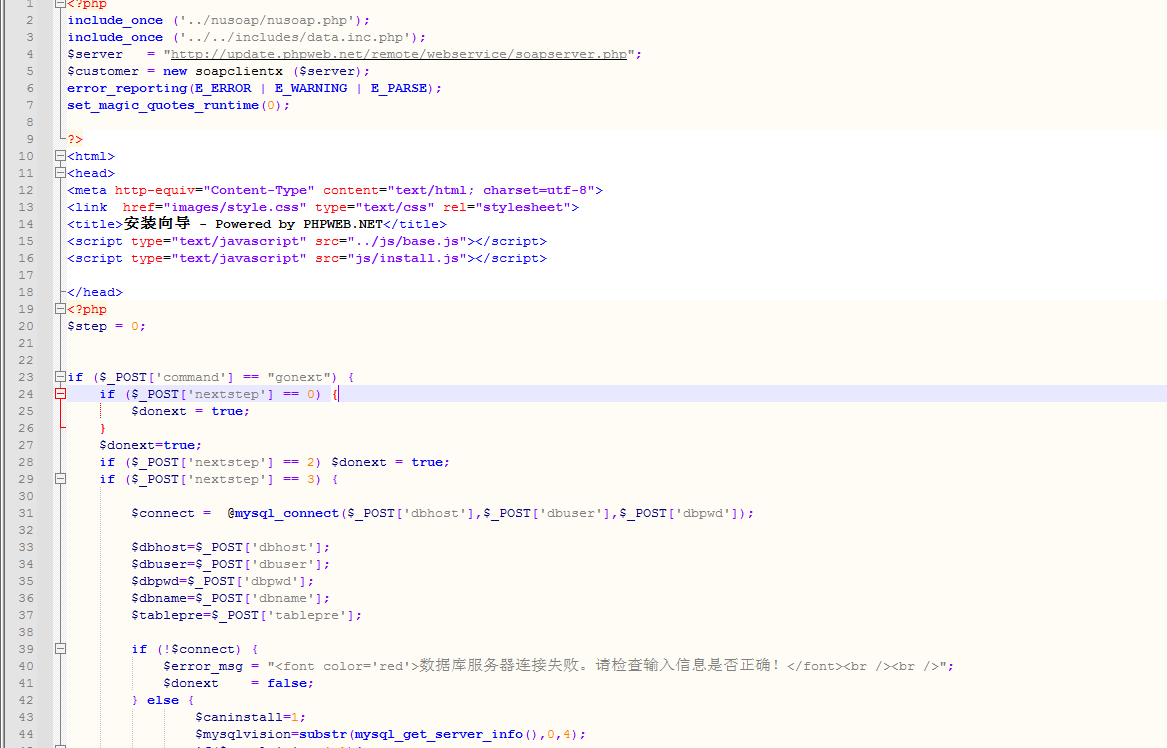 1 <?php
2 include_once ('../nusoap/nusoap.php');
3 include_once ('../../includes/data.inc.php');
4 $server   = "http://update.phpweb.net/remote/webservice/soapserver.php";
5 $customer = new soapclientx ($server);
6 error_reporting(E_ERROR | E_WARNING | E_PARSE);
7 set_magic_quotes_runtime(0);
8
9 ?>
10 <html>
11 <head>
12 <meta http-equiv="Content-Type" content="text/html; charset=utf-8">
13 <link  href="images/style.css" type="text/css" rel="stylesheet">
14 <title>安装向导 - Powered by PHPWEB.NET</title>
15 <script type="text/javascript" src="../js/base.js"></script>
16 <script type="text/javascript" src="js/install.js"></script>
17
18 </head>
19 <?php
20 $step = 0;
21
22
23 if ($_POST['command'] == "gonext") {
24     if ($_POST['nextstep'] == 0) {
25         $donext = true;
26     }
27     $donext=true;
28     if ($_POST['nextstep'] == 2) $donext = true;
29     if ($_POST['nextstep'] == 3) {
30
31         $connect =  @mysql_connect($_POST['dbhost'],$_POST['dbuser'],$_POST['dbpwd']);
32
33         $dbhost=$_POST['dbhost'];
34         $dbuser=$_POST['dbuser'];
35         $dbpwd=$_POST['dbpwd'];
36         $dbname=$_POST['dbname'];
37         $tablepre=$_POST['tablepre'];
38
39         if (!$connect) {
40             $error_msg = "<font color='red'>数据库服务器连接失败。请检查输入信息是否正确！</font><br /><br />";
41             $donext    = false;
42         } else {
43                 $caninstall=1;
44                 $mysqlvision=substr(mysql_get_server_info(),0,4);